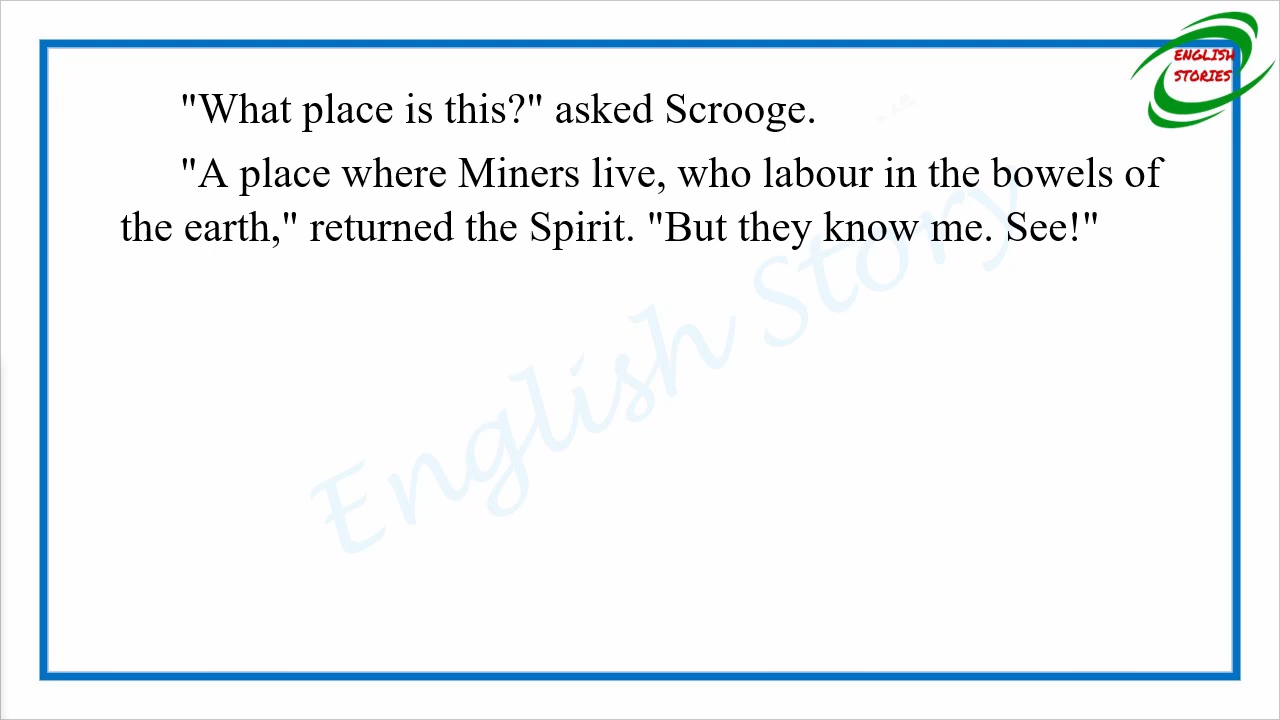 ENGLISH
STORIES
"What place is this?" asked Scrooge.
"A place where Miners live, who labour in the bowels of
the earth," returned the Spirit. "But they know me. See!"
English Story